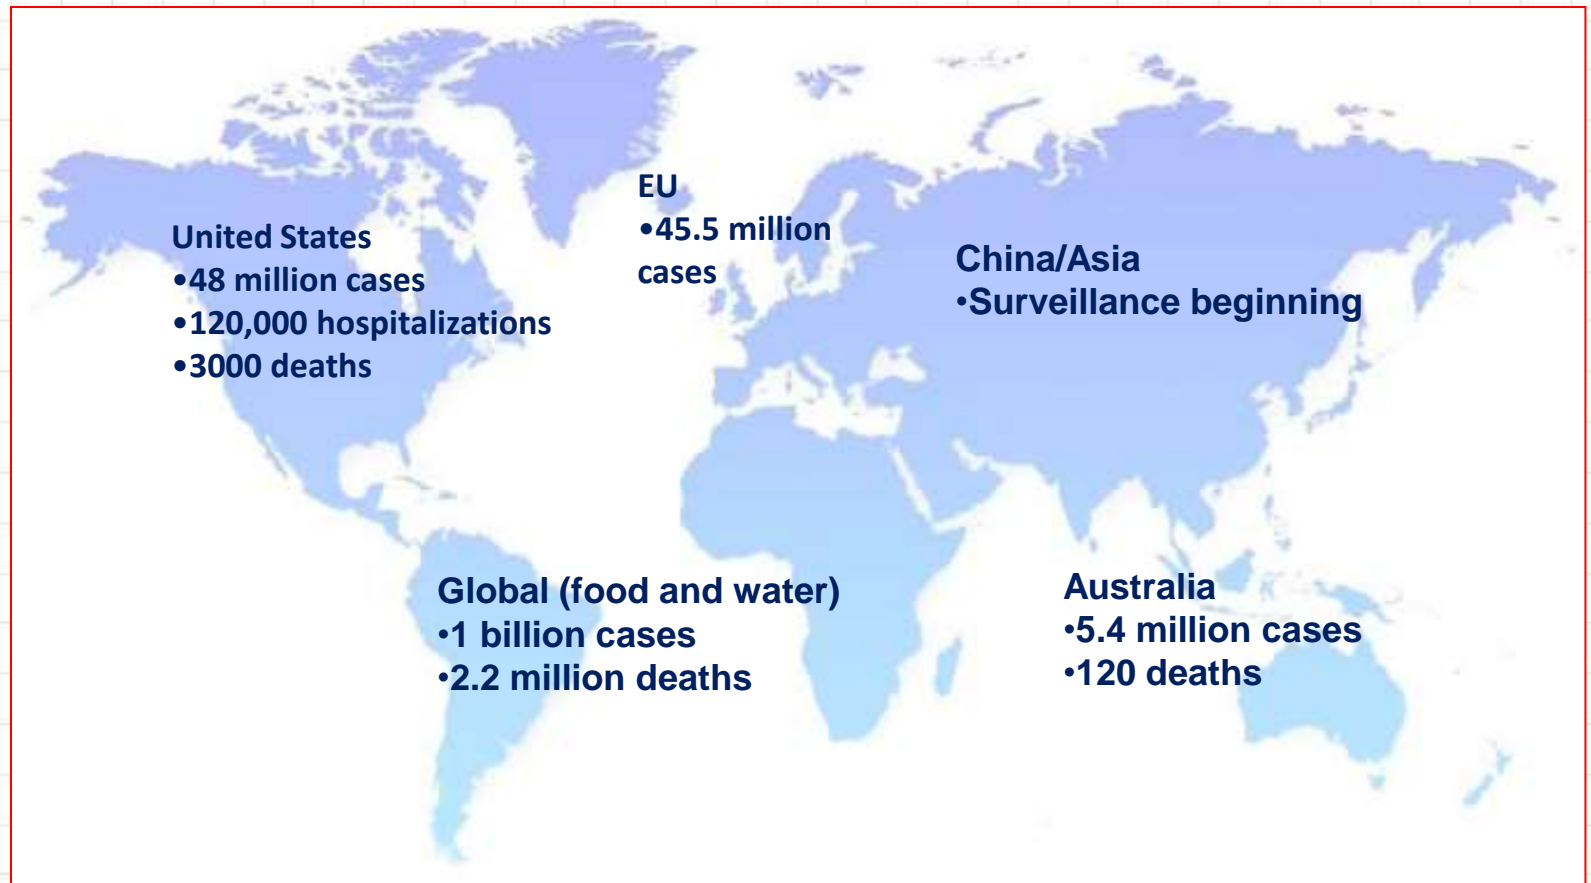 United States
•48 million cases
•120,000 hospitalizations
•3000 deaths
EU
•45.5 million
cases
China/Asia
•Surveillance beginning
Global (food and water)
•1 billion cases
•2.2 million deaths
Australia
•5.4 million cases
•120 deaths